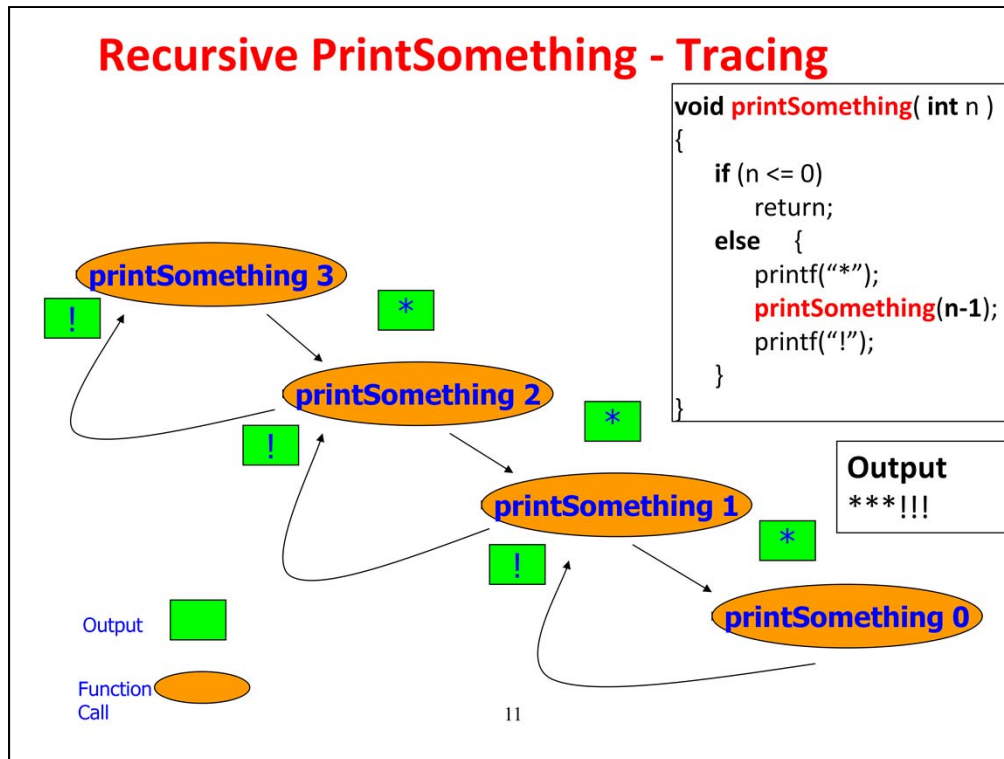 Recursive PrintSomething - Tracing
void printSomething( int n )
{
if (n <= 0)
return;
else {
printf(“*”);
printSomething(n-1);
printf(“!”);
}
}
printSomething 3
!
*
printSomething 2
!
*
printSomething 1
!
*
printSomething 0
Output
***!!!
Output
Function
Call
11